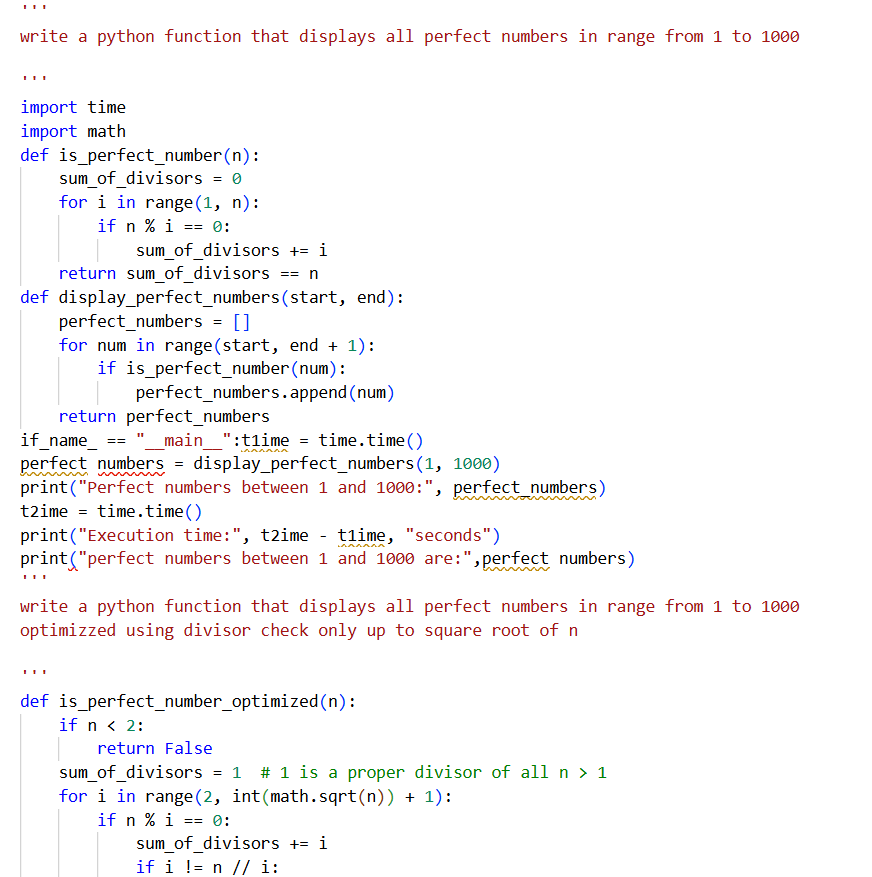 '''
write a python function that displays all perfect numbers in range from 1 to 1000
'''
import time
import math
def is_perfect_number(n):
    sum_of_divisors = 0
    for i in range(1, n):
        if n % i == 0:
            sum_of_divisors += i
    return sum_of_divisors == n
def display_perfect_numbers(start, end):
    perfect_numbers = []
    for num in range(start, end + 1):
        if is_perfect_number(num):
            perfect_numbers.append(num)
    return perfect_numbers
if_name_ == "__main__":t1ime = time.time()
perfect numbers = display_perfect_numbers(1, 1000)
print("Perfect numbers between 1 and 1000:", perfect_numbers)
t2ime = time.time()
print("Execution time:", t2ime - t1ime, "seconds")
print("perfect numbers between 1 and 1000 are:",perfect numbers)
'''
write a python function that displays all perfect numbers in range from 1 to 1000
optimizzed using divisor check only up to square root of n
'''
def is_perfect_number_optimized(n):
    if n < 2:
        return False
    sum_of_divisors = 1  # 1 is a proper divisor of all n > 1
    for i in range(2, int(math.sqrt(n)) + 1):
        if n % i == 0:
            sum_of_divisors += i
            if i != n // i: